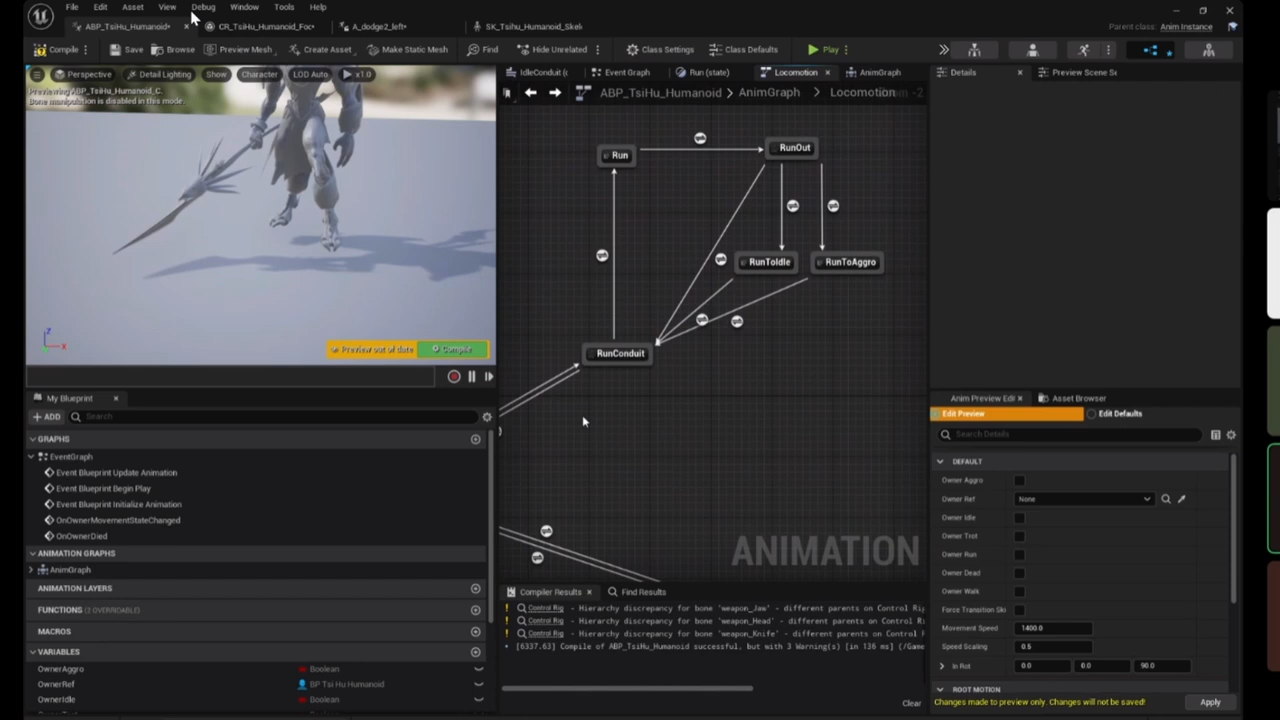 File Edit Asset View Debug Window Tools Help
ABP_TsiHu_Humanoid* CR_TsiHu_Humanoid_Foc* A_dodge2_left* SK_Tsihu_Humanoid_Skel
Parent class: Anim Instance
Compile Save Browse Preview Mesh Create Asset Make Static Mesh Find Hide Unrelated Class Settings Class Defaults Play
Perspective Detail Lighting Show Character LOD Auto x1.0
Previewing ABP_TsiHu_Humanoid_C.
Bone manipulation is disabled in this mode.
Preview out of date Compile
IdleConduit ( Event Graph Run (state) Locomotion AnimGraph
ABP_TsiHu_Humanoid > AnimGraph > Locomotion
Run
RunOut
RunToIdle
RunToAggro
RunConduit
ANIMATION
Details Preview Scene Se
My Blueprint
ADD Search
GRAPHS
EventGraph
Event Blueprint Update Animation
Event Blueprint Begin Play
Event Blueprint Initialize Animation
OnOwnerMovementStateChanged
OnOwnerDied
ANIMATION GRAPHS
AnimGraph
ANIMATION LAYERS
FUNCTIONS (2 OVERRIDABLE)
MACROS
VARIABLES
OwnerAggro Boolean
OwnerRef BP Tsi Hu Humanoid
OwnerIdle Boolean
Compiler Results Find Results
! Control Rig - Hierarchy discrepancy for bone 'weapon_Jaw' - different parents on Control Rig
! Control Rig - Hierarchy discrepancy for bone 'weapon_Head' - different parents on Control
! Control Rig - Hierarchy discrepancy for bone 'weapon_Knife' - different parents on Control
[6337.63] Compile of ABP_TsiHu_Humanoid successful, but with 3 Warning(s) [in 136 ms] (/Game
Clear
Anim Preview Edi Asset Browser
Edit Preview Edit Defaults
Search Details
DEFAULT
Owner Aggro
Owner Ref None
Owner Idle
Owner Trot
Owner Run
Owner Dead
Owner Walk
Force Transition Ski
Movement Speed 1400.0
Speed Scaling 0.5
In Rot 0.0 0.0 90.0
ROOT MOTION
Changes made to preview only. Changes will not be saved! Apply